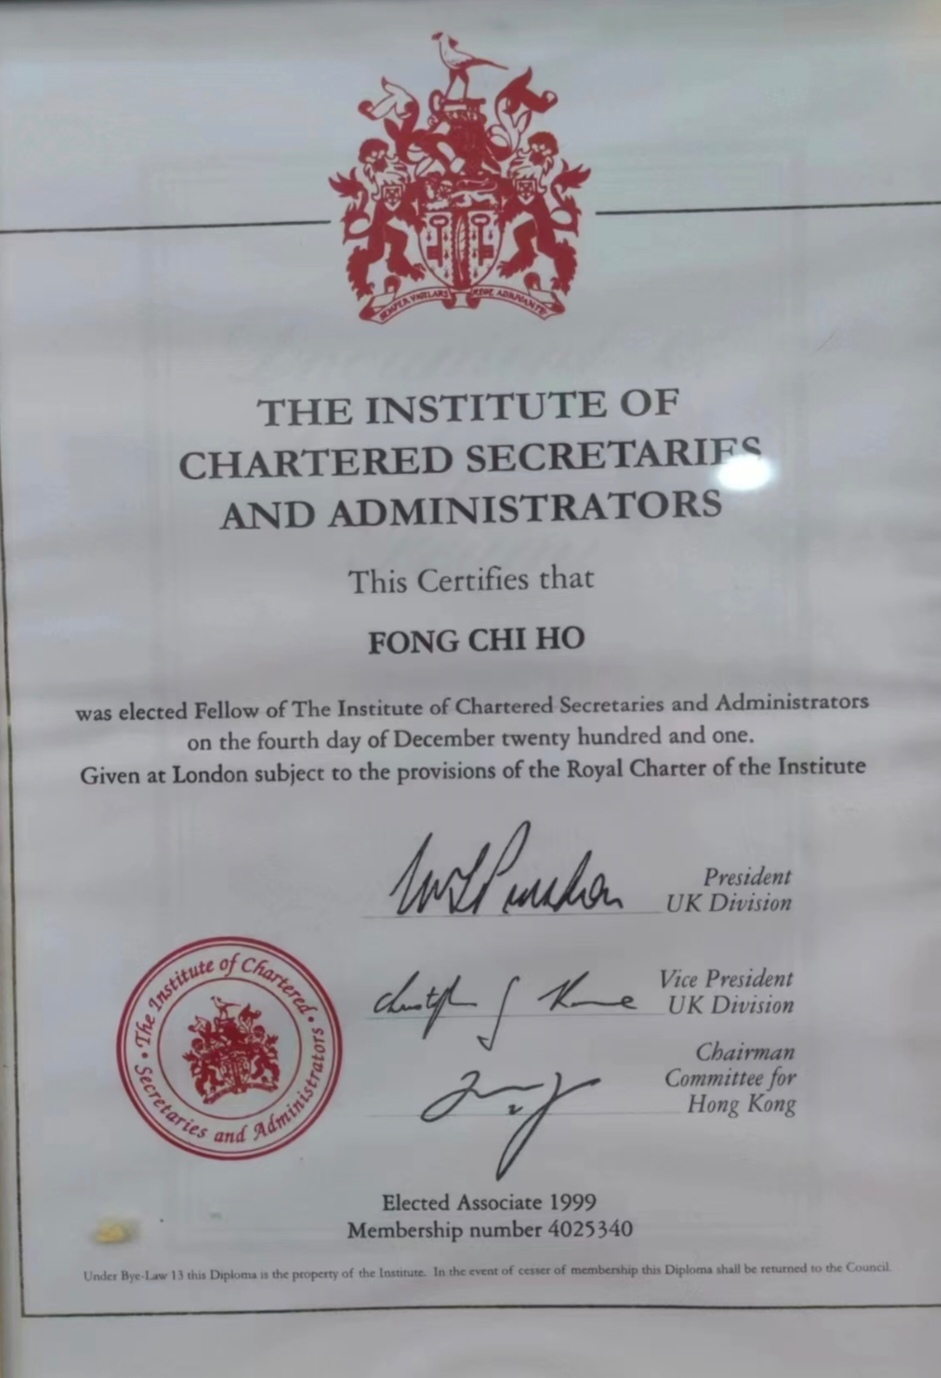 SEMPER VIGILANS REGE ADJUVANTE
THE INSTITUTE OF
CHARTERED SECRETARIES
AND ADMINISTRATORS
This Certifies that
FONG CHI HO
was elected Fellow of The Institute of Chartered Secretaries and Administrators
on the fourth day of December twenty hundred and one.
Given at London subject to the provisions of the Royal Charter of the Institute
President
UK Division
Vice President
UK Division
Chairman
Committee for
Hong Kong
The Institute of Chartered
Secretaries and Administrators
Elected Associate 1999
Membership number 4025340
Under Bye-Law 13 this Diploma is the property of the Institute. In the event of cesser of membership this Diploma shall be returned to the Council.